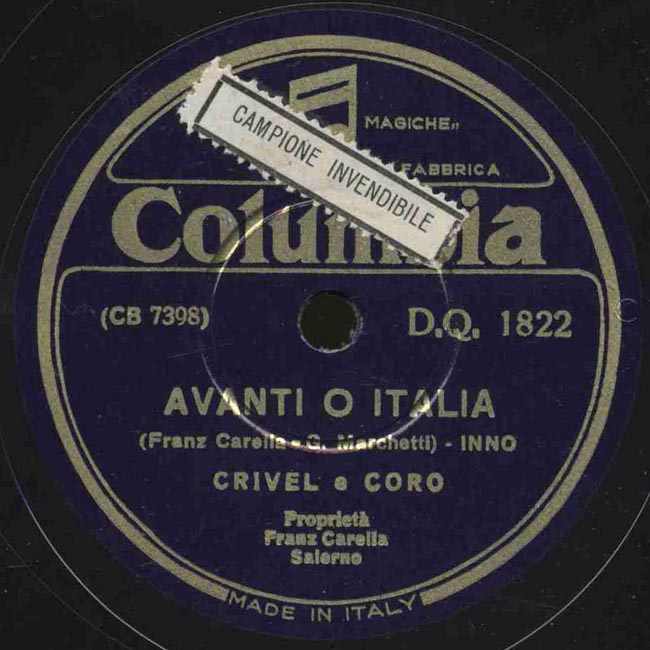 MAGICHE„
FABBRICA
CAMPIONE INVENDIBILE
Columbia
(CB 7398)
D.Q. 1822
AVANTI O ITALIA
(Franz Carella - G. Marchetti) - INNO
CRIVEL e CORO
Proprietà
Franz Carella
Salerno
MADE IN ITALY